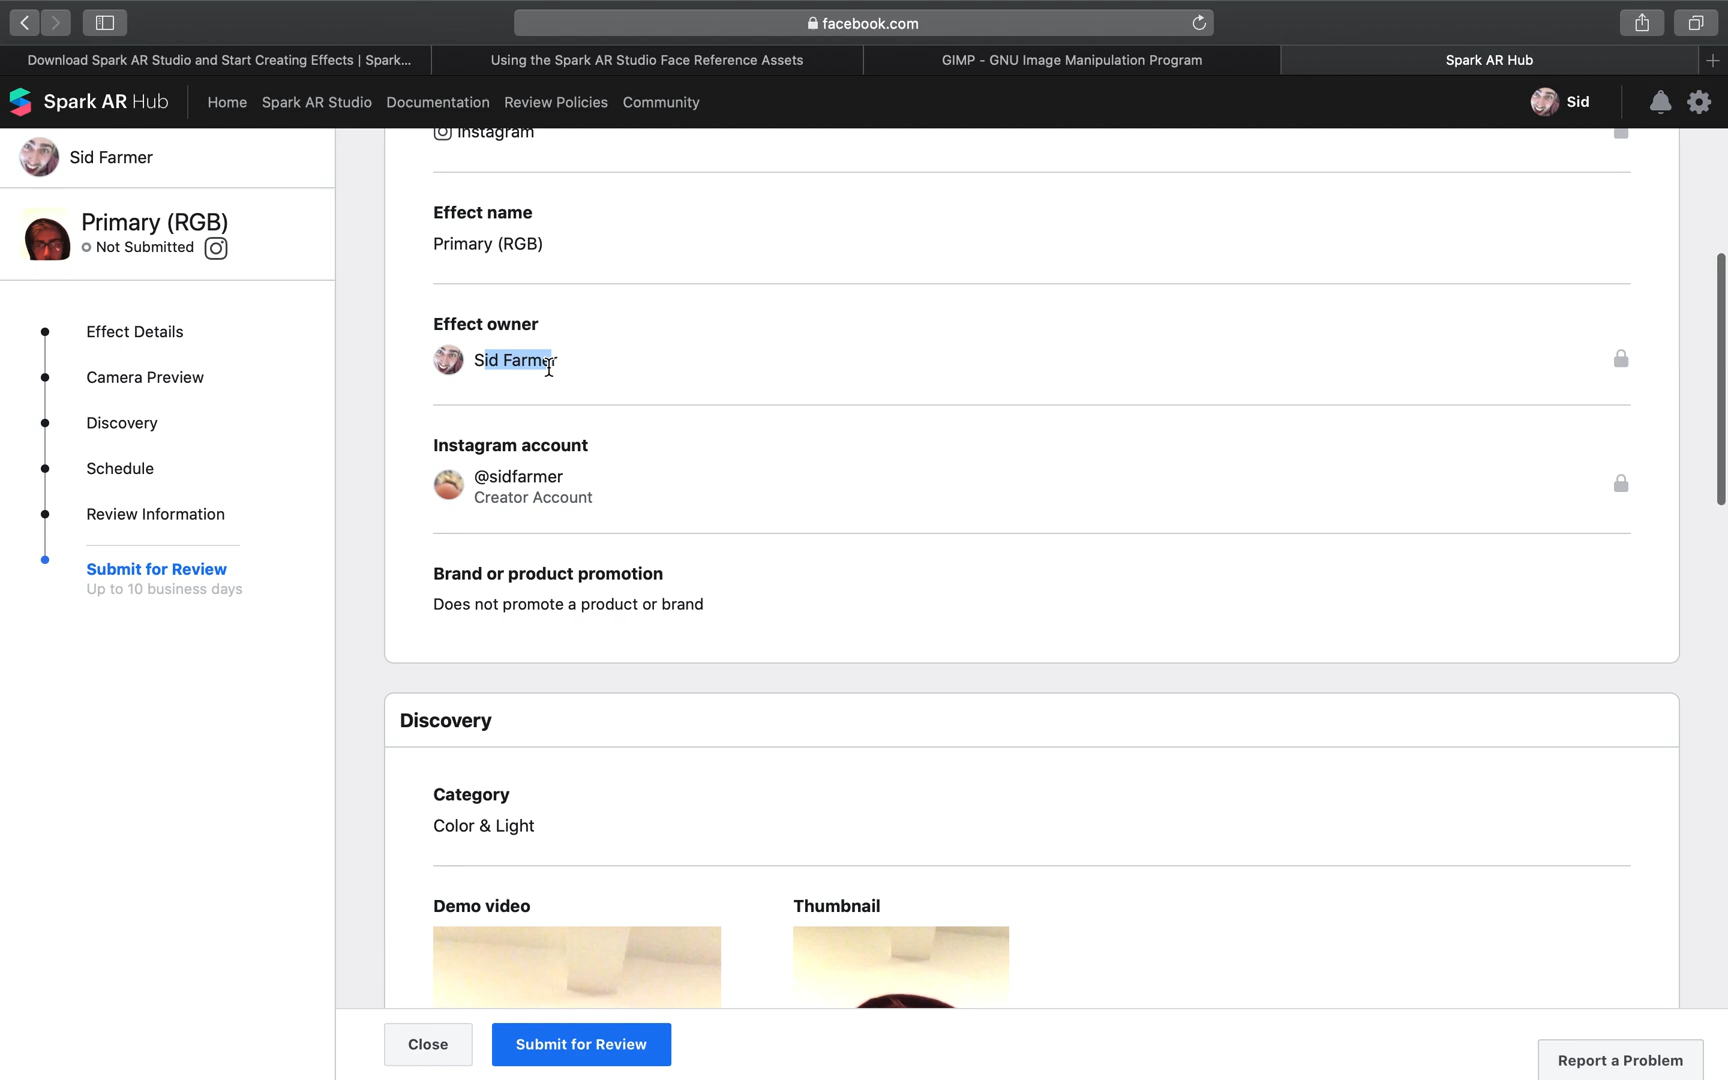 facebook.com
Download Spark AR Studio and Start Creating Effects | Spark...
Using the Spark AR Studio Face Reference Assets
GIMP - GNU Image Manipulation Program
Spark AR Hub
Spark AR Hub
Home
Spark AR Studio
Documentation
Review Policies
Community
Sid
Sid Farmer
Primary (RGB)
Not Submitted
Effect Details
Camera Preview
Discovery
Schedule
Review Information
Submit for Review
Up to 10 business days
Instagram
Effect name
Primary (RGB)
Effect owner
Sid Farmer
Instagram account
@sidfarmer
Creator Account
Brand or product promotion
Does not promote a product or brand
Discovery
Category
Color & Light
Demo video
Thumbnail
Close
Submit for Review
Report a Problem